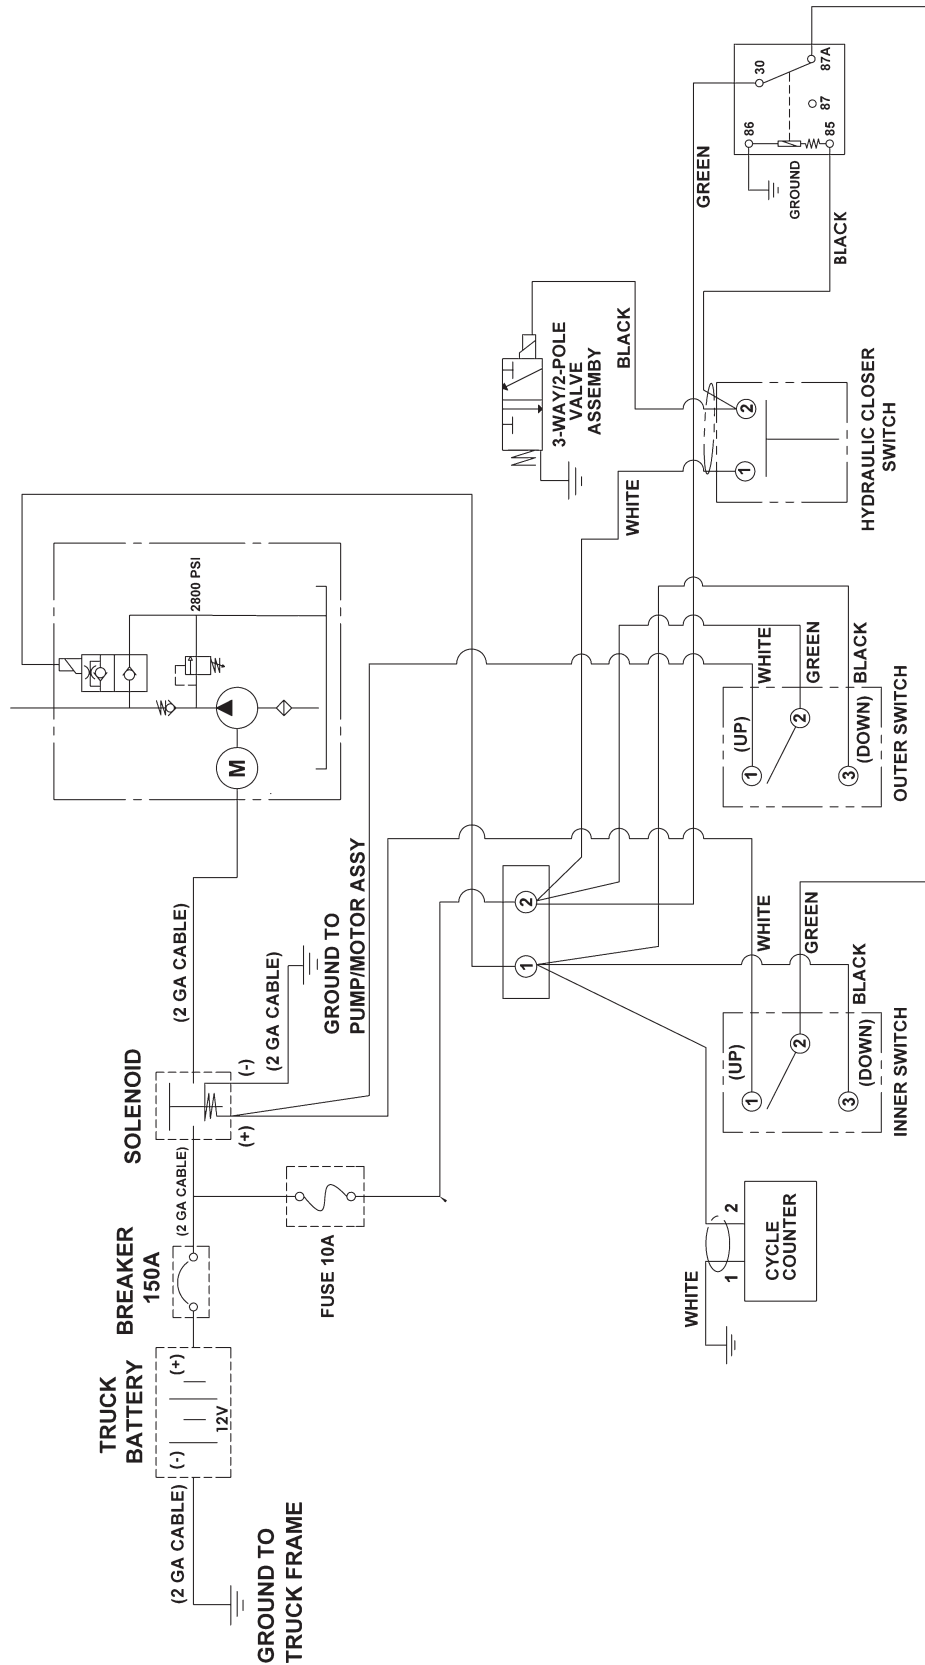 GROUND TO
TRUCK FRAME
(2 GA CABLE)
TRUCK
BATTERY
(-)
(+)
12V
BREAKER
150A
(2 GA CABLE)
FUSE 10A
SOLENOID
(+)
(-)
(2 GA CABLE)
GROUND TO
PUMP/MOTOR ASSY
(2 GA CABLE)
M
2800 PSI
WHITE
1
2
CYCLE
COUNTER
1
2
INNER SWITCH
(UP)
(DOWN)
1
2
3
WHITE
GREEN
BLACK
OUTER SWITCH
(UP)
(DOWN)
1
2
3
WHITE
GREEN
BLACK
WHITE
3-WAY/2-POLE
VALVE
ASSEMBY
BLACK
HYDRAULIC CLOSER
SWITCH
1
2
GREEN
BLACK
GROUND
86
85
30
87
87A